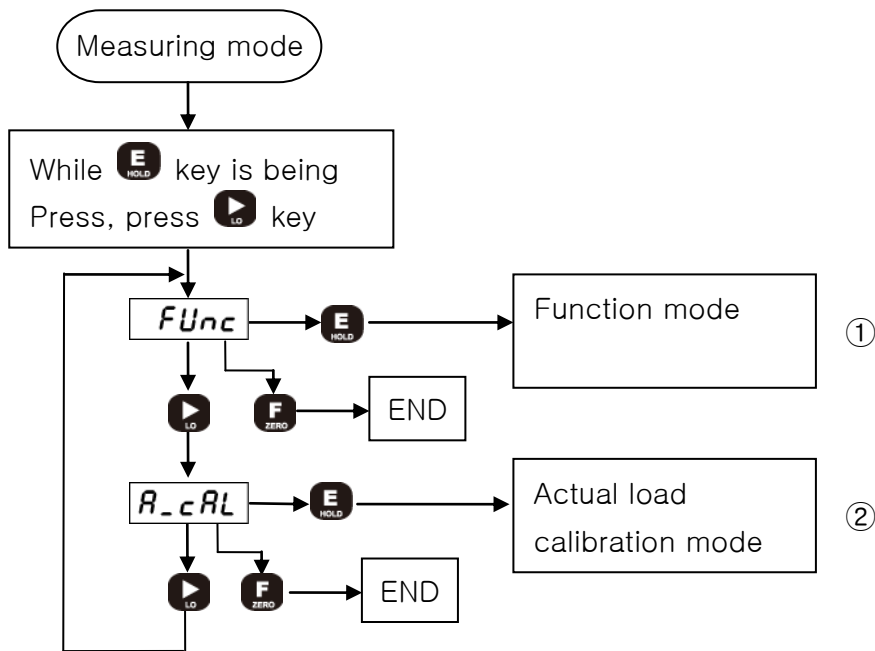 Measuring mode
While E HOLD key is being
Press, press LO key
FUnc
E
HOLD
Function mode
①
LO
F
ZERO
END
A_cAL
E
HOLD
Actual load
calibration mode
②
LO
F
ZERO
END